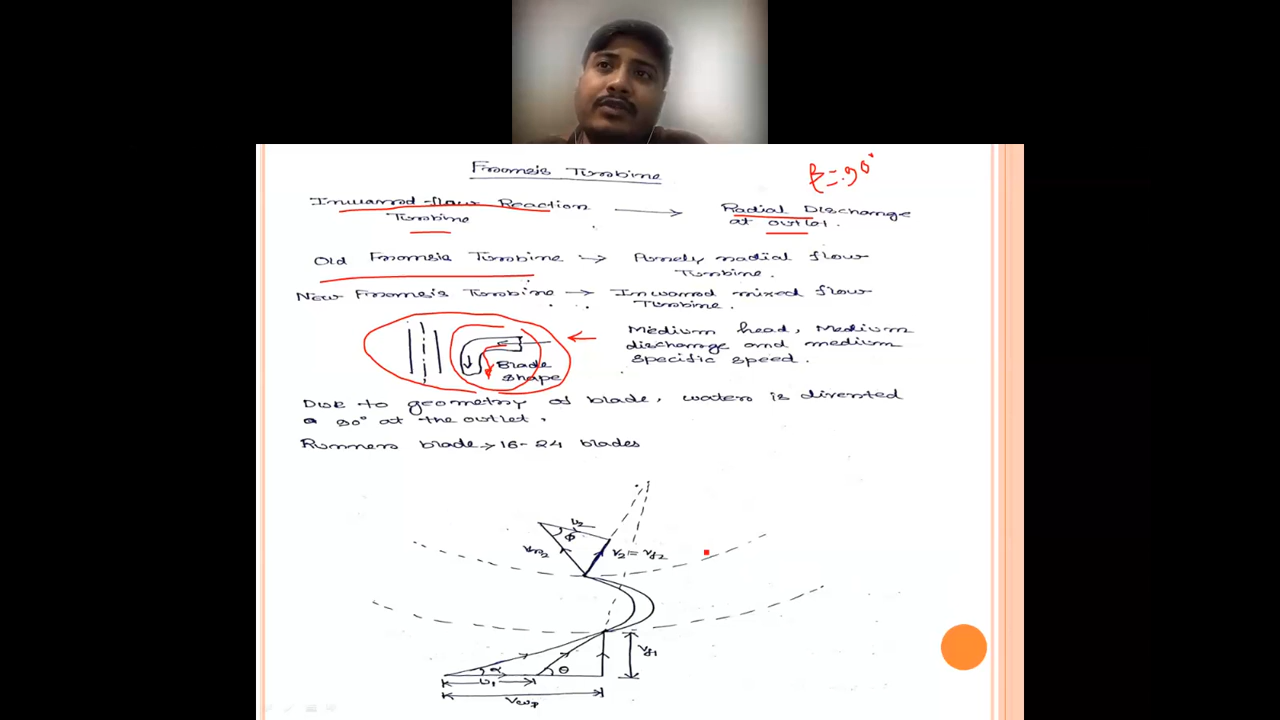 Francis Turbine
β = 90°
Inward flow Reaction Turbine → Radial Discharge at outlet.
Old Francis Turbine → Purely radial flow Turbine.
New Francis Turbine → Inward mixed flow Turbine.
Blade shape
Medium head, Medium discharge and medium specific speed.
Due to geometry of blade, water is diverted
90° at the outlet.
Runner blade → 16-24 blades
u2
ϕ
Vr2
V2 = Vf2
α
θ
Vf1
u1
Vw1